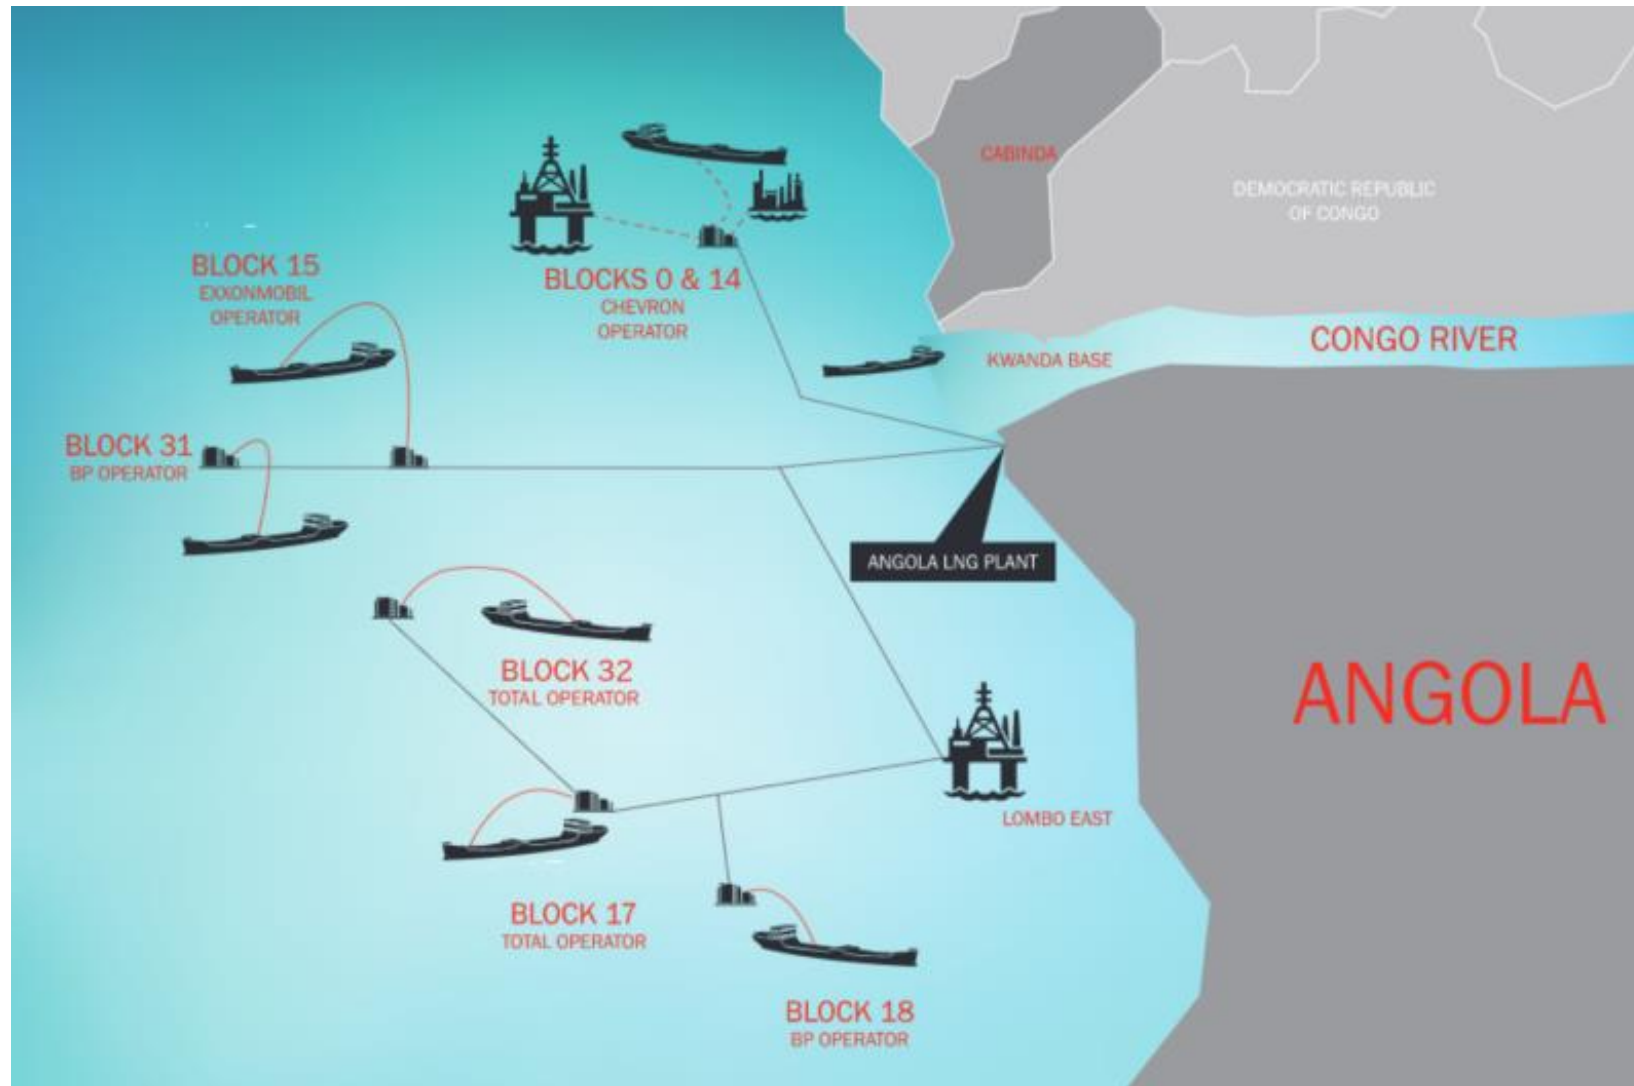 CABINDA
DEMOCRATIC REPUBLIC
OF CONGO
BLOCK 15
EXXONMOBIL
OPERATOR
BLOCKS 0 & 14
CHEVRON
OPERATOR
CONGO RIVER
KWANDA BASE
BLOCK 31
BP OPERATOR
ANGOLA LNG PLANT
BLOCK 32
TOTAL OPERATOR
ANGOLA
LOMBO EAST
BLOCK 17
TOTAL OPERATOR
BLOCK 18
BP OPERATOR